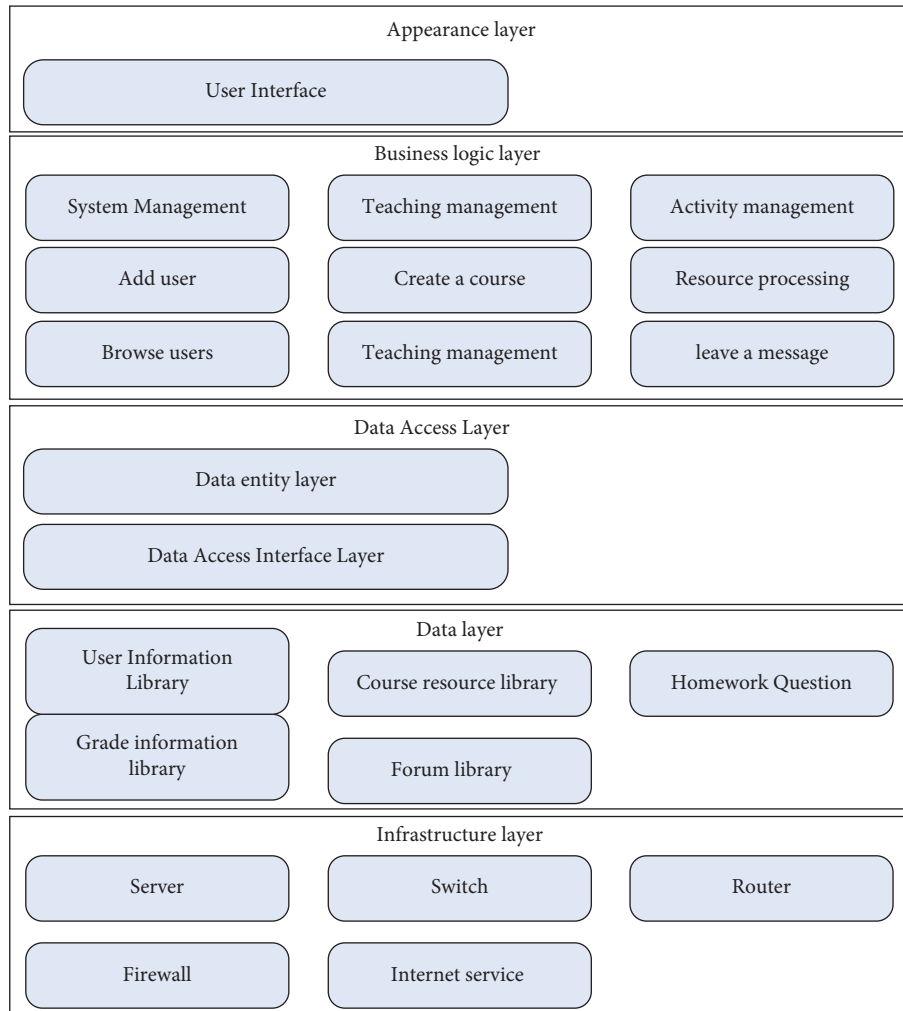 Appearance layer
User Interface
Business logic layer
System Management
Teaching management
Activity management
Add user
Create a course
Resource processing
Browse users
Teaching management
leave a message
Data Access Layer
Data entity layer
Data Access Interface Layer
Data layer
User Information
Library
Course resource library
Homework Question
Grade information
library
Forum library
Infrastructure layer
Server
Switch
Router
Firewall
Internet service